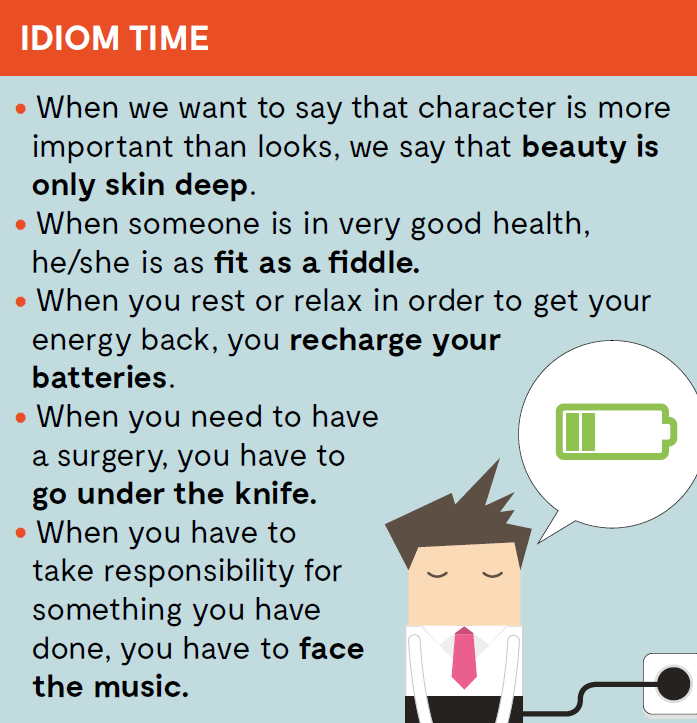 IDIOM TIME
• When we want to say that character is more
important than looks, we say that beauty is
only skin deep.
• When someone is in very good health,
he/she is as fit as a fiddle.
• When you rest or relax in order to get your
energy back, you recharge your
batteries.
• When you need to have
a surgery, you have to
go under the knife.
• When you have to
take responsibility for
something you have
done, you have to face
the music.